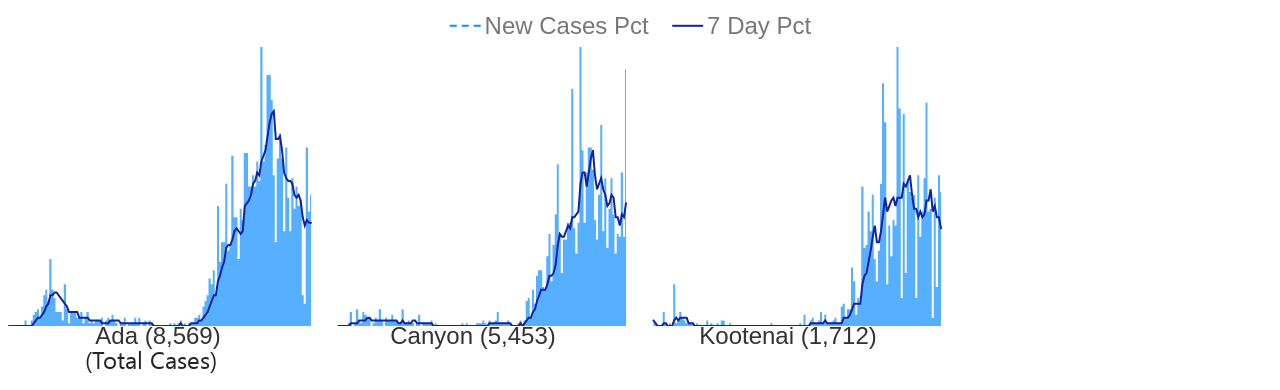 New Cases Pct 7 Day Pct
Ada (8,569) Canyon (5,453) Kootenai (1,712)
(Total Cases)